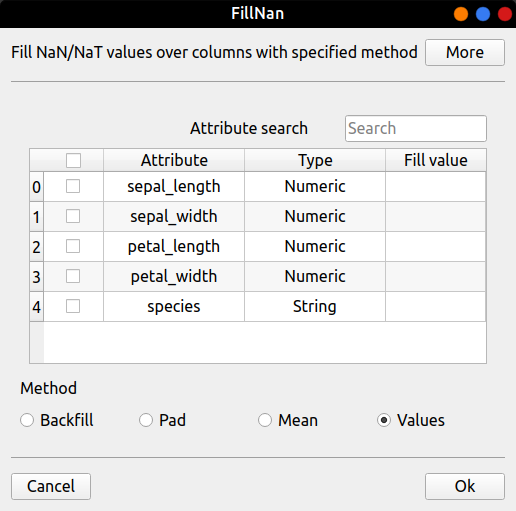 FillNan
Fill NaN/NaT values over columns with specified method More
Attribute search Search
Attribute Type Fill value
0 sepal_length Numeric
1 sepal_width Numeric
2 petal_length Numeric
3 petal_width Numeric
4 species String
Method
Backfill Pad Mean Values
Cancel Ok